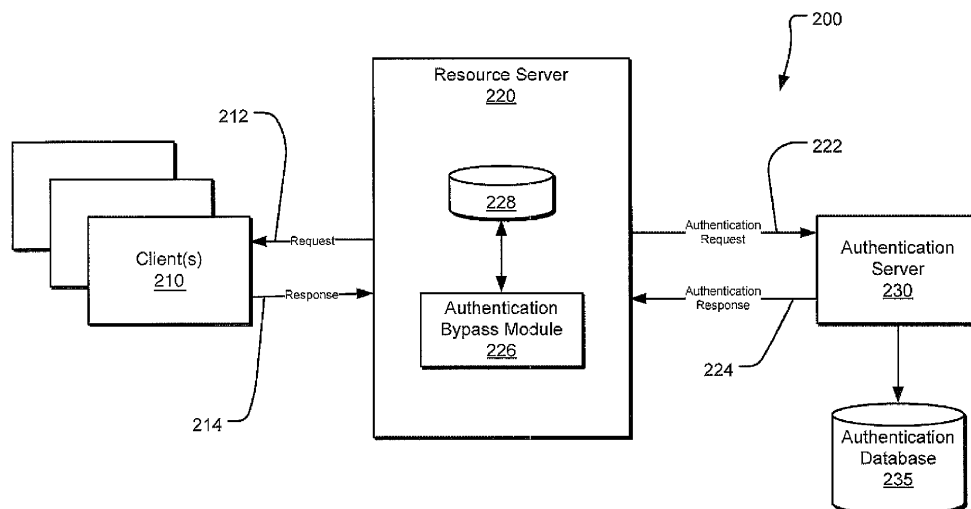 200
Resource Server
220
212
222
228
Request
Authentication
Request
Client(s)
210
Authentication
Server
230
Response
Authentication
Response
Authentication
Bypass Module
226
214
224
Authentication
Database
235